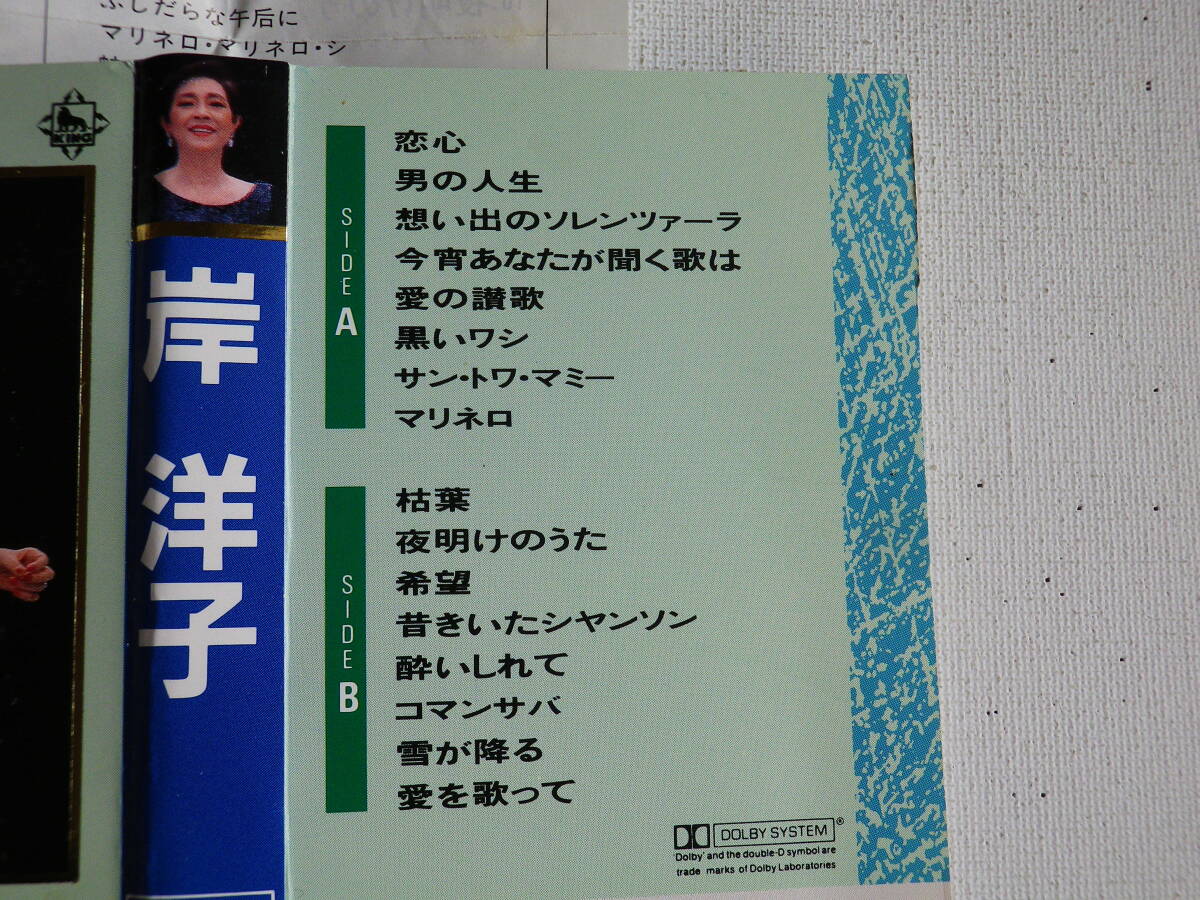 ふしだらな午后に
マリネロ・マリネロ・シ
KING
岸洋子
SIDE A
恋心
男の人生
想い出のソレンツァーラ
今宵あなたが聞く歌は
愛の讃歌
黒いワシ
サン・トワ・マミー
マリネロ
SIDE B
枯葉
夜明けのうた
希望
昔きいたシヤンソン
酔いしれて
コマンサバ
雪が降る
愛を歌って
DOLBY SYSTEM ®
'Dolby' and the double-D symbol are
trade marks of Dolby Laboratories